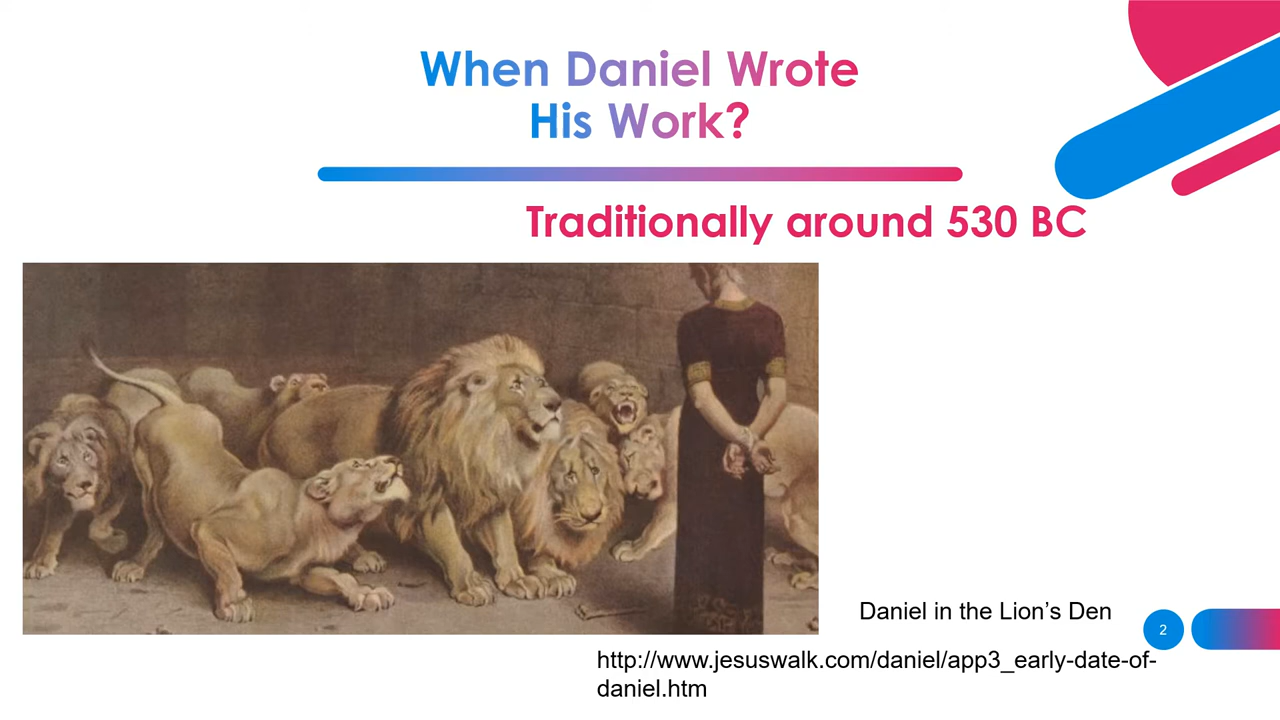 When Daniel Wrote
His Work?
Traditionally around 530 BC
Daniel in the Lion’s Den
2
http://www.jesuswalk.com/daniel/app3_early-date-of-
daniel.htm